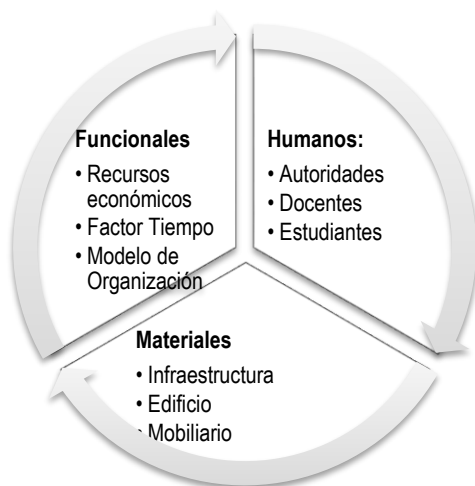 Funcionales
• Recursos
económicos
• Factor Tiempo
• Modelo de
Organización
Humanos:
• Autoridades
• Docentes
• Estudiantes
Materiales
• Infraestructura
• Edificio
• Mobiliario